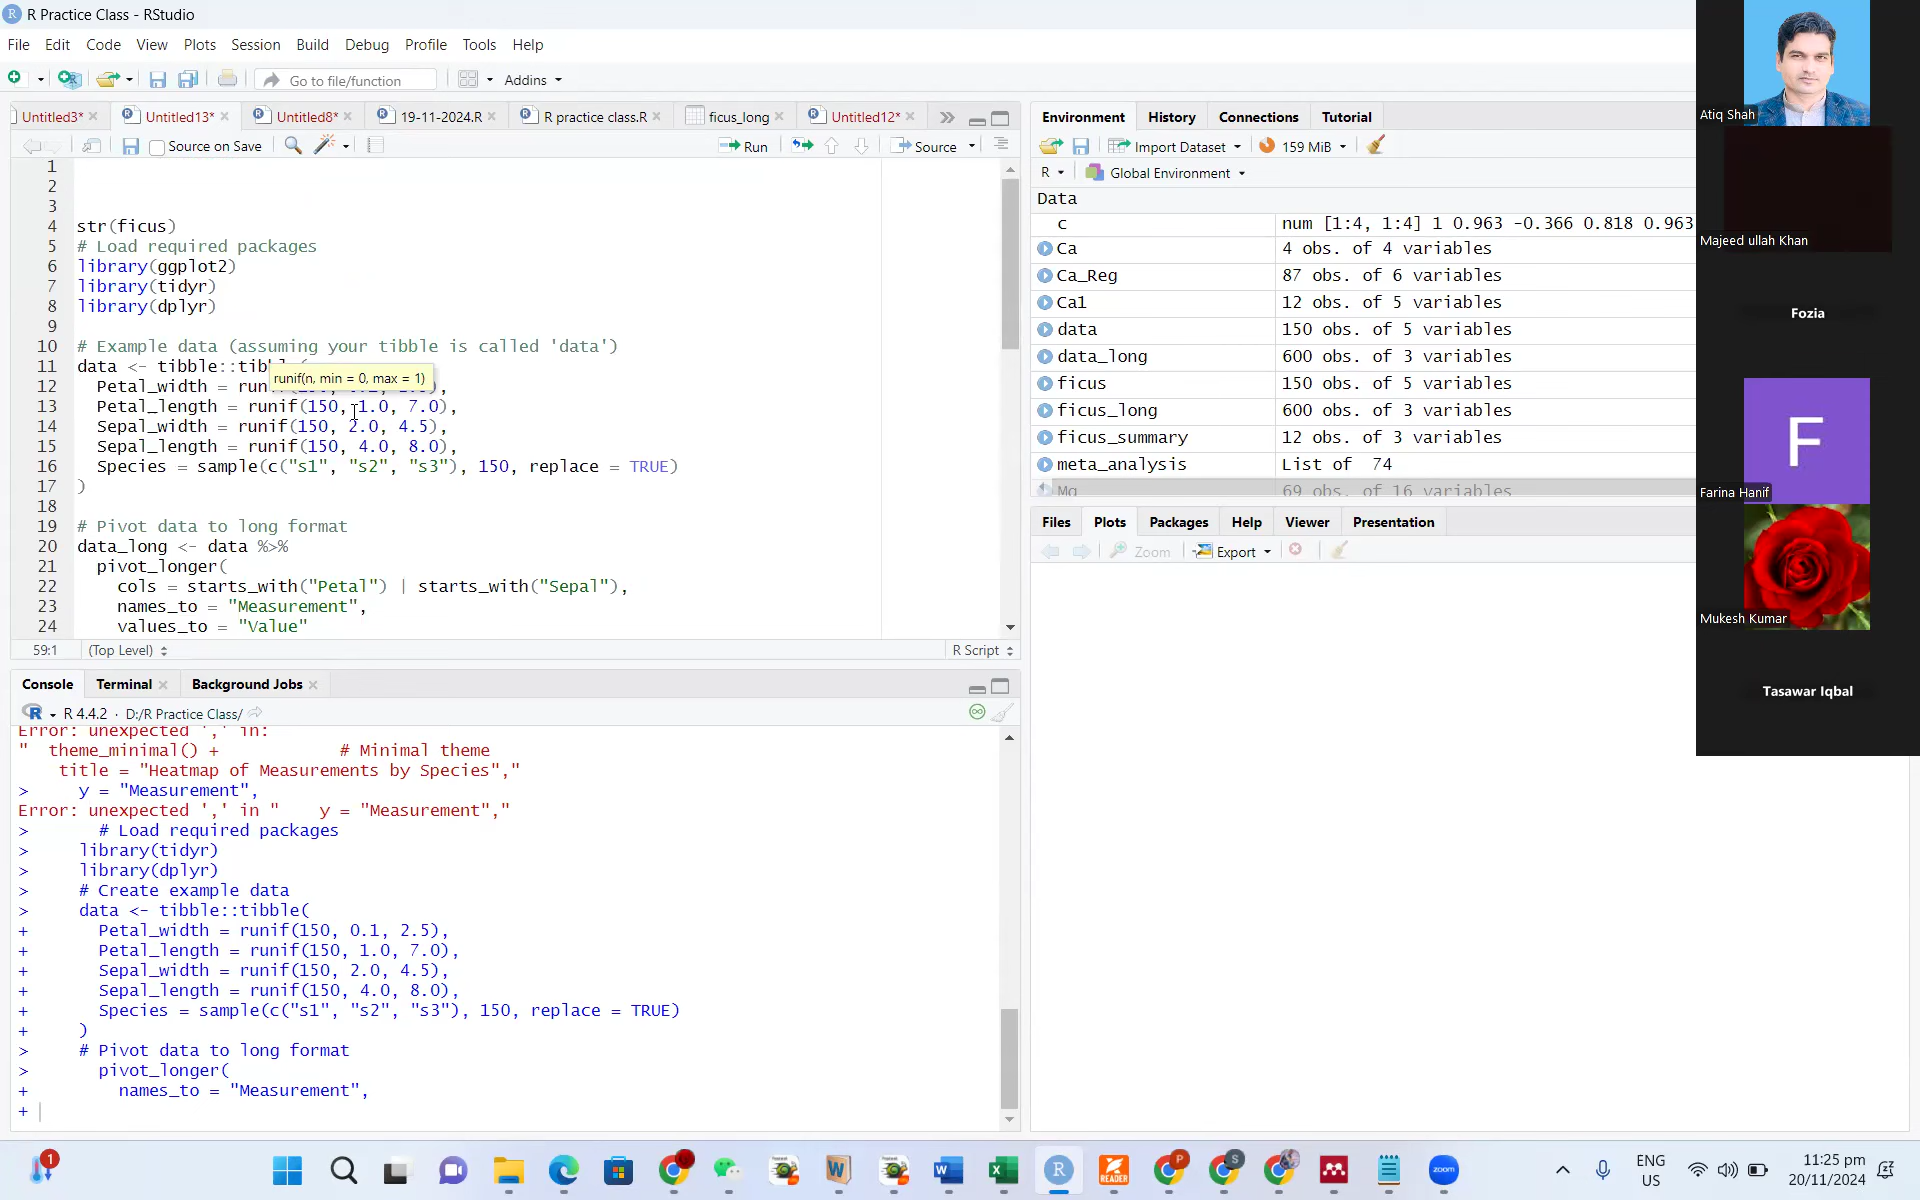 R Practice Class - RStudio
File Edit Code View Plots Session Build Debug Profile Tools Help
Go to file/function Addins
Untitled3* Untitled13* Untitled8* 19-11-2024.R R practice class.R ficus_long Untitled12*
Source on Save Run Source
1
2
3
4 str(ficus)
5 # Load required packages
6 library(ggplot2)
7 library(tidyr)
8 library(dplyr)
9
10 # Example data (assuming your tibble is called 'data')
11 data <- tibble::tibb
runif(n, min = 0, max = 1)
12 Petal_width = run
13 Petal_length = runif(150, 1.0, 7.0),
14 Sepal_width = runif(150, 2.0, 4.5),
15 Sepal_length = runif(150, 4.0, 8.0),
16 Species = sample(c("s1", "s2", "s3"), 150, replace = TRUE)
17 )
18
19 # Pivot data to long format
20 data_long <- data %>%
21 pivot_longer(
22 cols = starts_with("Petal") | starts_with("Sepal"),
23 names_to = "Measurement",
24 values_to = "Value"
59:1 (Top Level) R Script
Console Terminal Background Jobs
R 4.4.2 · D:/R Practice Class/
Error: unexpected ',' in:
" theme_minimal() + # Minimal theme
title = "Heatmap of Measurements by Species","
> y = "Measurement",
Error: unexpected ',' in " y = "Measurement","
> # Load required packages
> library(tidyr)
> library(dplyr)
> # Create example data
> data <- tibble::tibble(
+ Petal_width = runif(150, 0.1, 2.5),
+ Petal_length = runif(150, 1.0, 7.0),
+ Sepal_width = runif(150, 2.0, 4.5),
+ Sepal_length = runif(150, 4.0, 8.0),
+ Species = sample(c("s1", "s2", "s3"), 150, replace = TRUE)
+ )
> # Pivot data to long format
> pivot_longer(
+ names_to = "Measurement",
+
Environment History Connections Tutorial
Import Dataset 159 MiB
R Global Environment
Data
c num [1:4, 1:4] 1 0.963 -0.366 0.818 0.963
Ca 4 obs. of 4 variables
Ca_Reg 87 obs. of 6 variables
Ca1 12 obs. of 5 variables
data 150 obs. of 5 variables
data_long 600 obs. of 3 variables
ficus 150 obs. of 5 variables
ficus_long 600 obs. of 3 variables
ficus_summary 12 obs. of 3 variables
meta_analysis List of 74
Mg 69 obs. of 16 variables
Files Plots Packages Help Viewer Presentation
Zoom Export
Atiq Shah
Majeed ullah Khan
Fozia
F
Farina Hanif
Mukesh Kumar
Tasawar Iqbal
1
READER
P
S
zoom
ENG
US
11:25 pm
20/11/2024